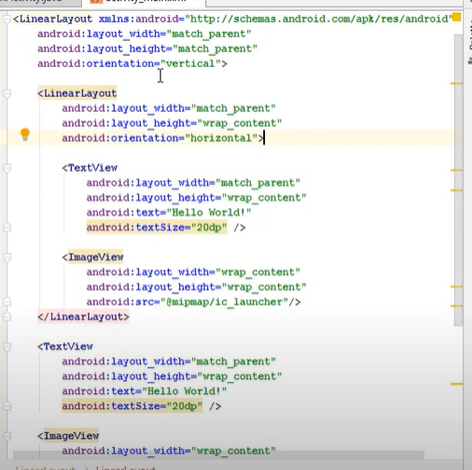 activity_main.xml
<LinearLayout xmlns:android="http://schemas.android.com/apk/res/android"
android:layout_width="match_parent"
android:layout_height="match_parent"
android:orientation="vertical">
<LinearLayout
android:layout_width="match_parent"
android:layout_height="wrap_content"
android:orientation="horizontal">
<TextView
android:layout_width="match_parent"
android:layout_height="wrap_content"
android:text="Hello World!"
android:textSize="20dp" />
<ImageView
android:layout_width="wrap_content"
android:layout_height="wrap_content"
android:src="@mipmap/ic_launcher"/>
</LinearLayout>
<TextView
android:layout_width="match_parent"
android:layout_height="wrap_content"
android:text="Hello World!"
android:textSize="20dp" />
<ImageView
android:layout_width="wrap_content"
LinearLayout LinearLayout